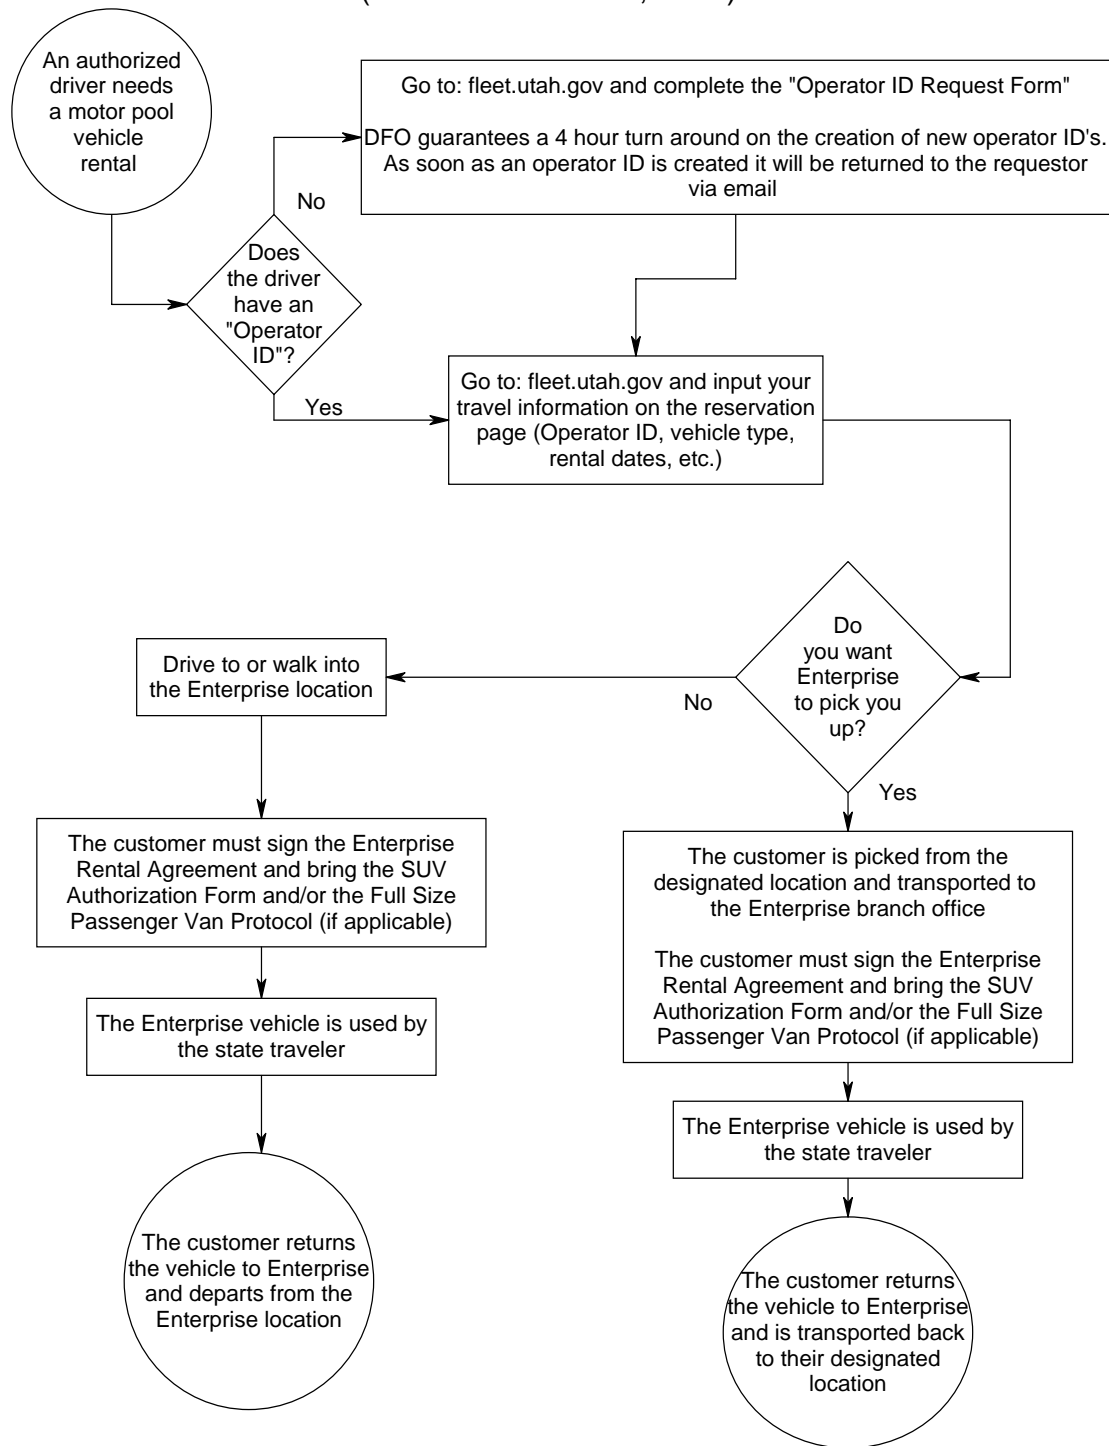 An authorized
driver needs
a motor pool
vehicle
rental
Go to: fleet.utah.gov and complete the "Operator ID Request Form"
DFO guarantees a 4 hour turn around on the creation of new operator ID's.
As soon as an operator ID is created it will be returned to the requestor
via email
No
Does
the driver
have an
"Operator
ID"?
Yes
Go to: fleet.utah.gov and input your
travel information on the reservation
page (Operator ID, vehicle type,
rental dates, etc.)
Do
you want
Enterprise
to pick you
up?
No
Yes
Drive to or walk into
the Enterprise location
The customer must sign the Enterprise
Rental Agreement and bring the SUV
Authorization Form and/or the Full Size
Passenger Van Protocol (if applicable)
The Enterprise vehicle is used by
the state traveler
The customer returns
the vehicle to Enterprise
and departs from the
Enterprise location
The customer is picked from the
designated location and transported to
the Enterprise branch office
The customer must sign the Enterprise
Rental Agreement and bring the SUV
Authorization Form and/or the Full Size
Passenger Van Protocol (if applicable)
The Enterprise vehicle is used by
the state traveler
The customer returns
the vehicle to Enterprise
and is transported back
to their designated
location